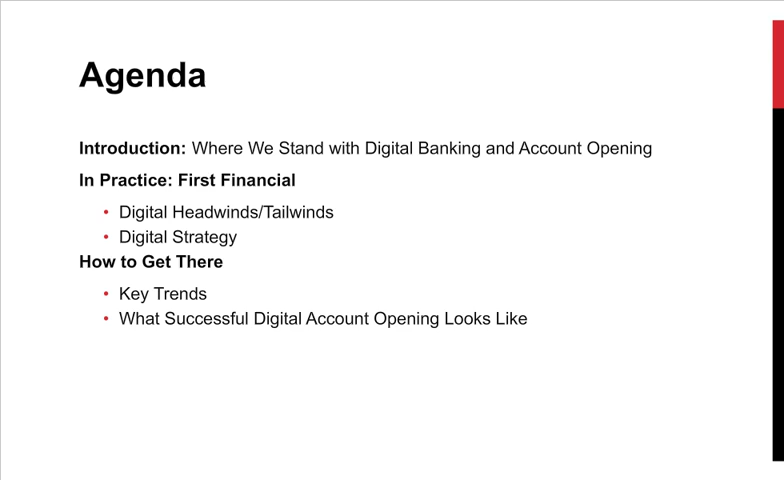 Agenda
Introduction: Where We Stand with Digital Banking and Account Opening
In Practice: First Financial
• Digital Headwinds/Tailwinds
• Digital Strategy
How to Get There
• Key Trends
• What Successful Digital Account Opening Looks Like